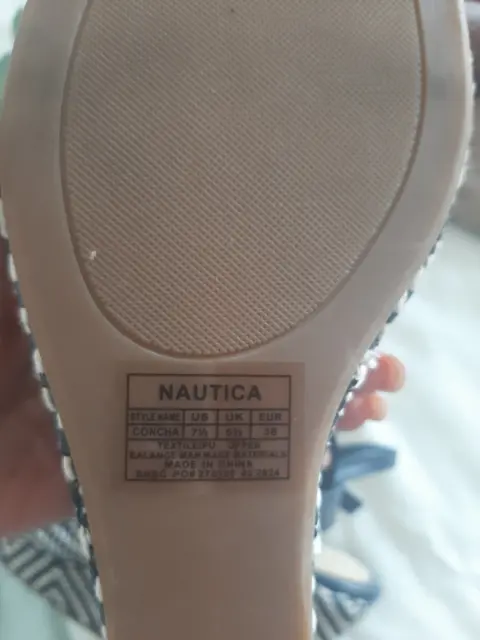 NAUTICA
STYLE NAME US UK EUR
CONCHA 7½ 5½ 38
TEXTILE/PU UPPER
BALANCE MAN MADE MATERIALS
MADE IN CHINA
PO#